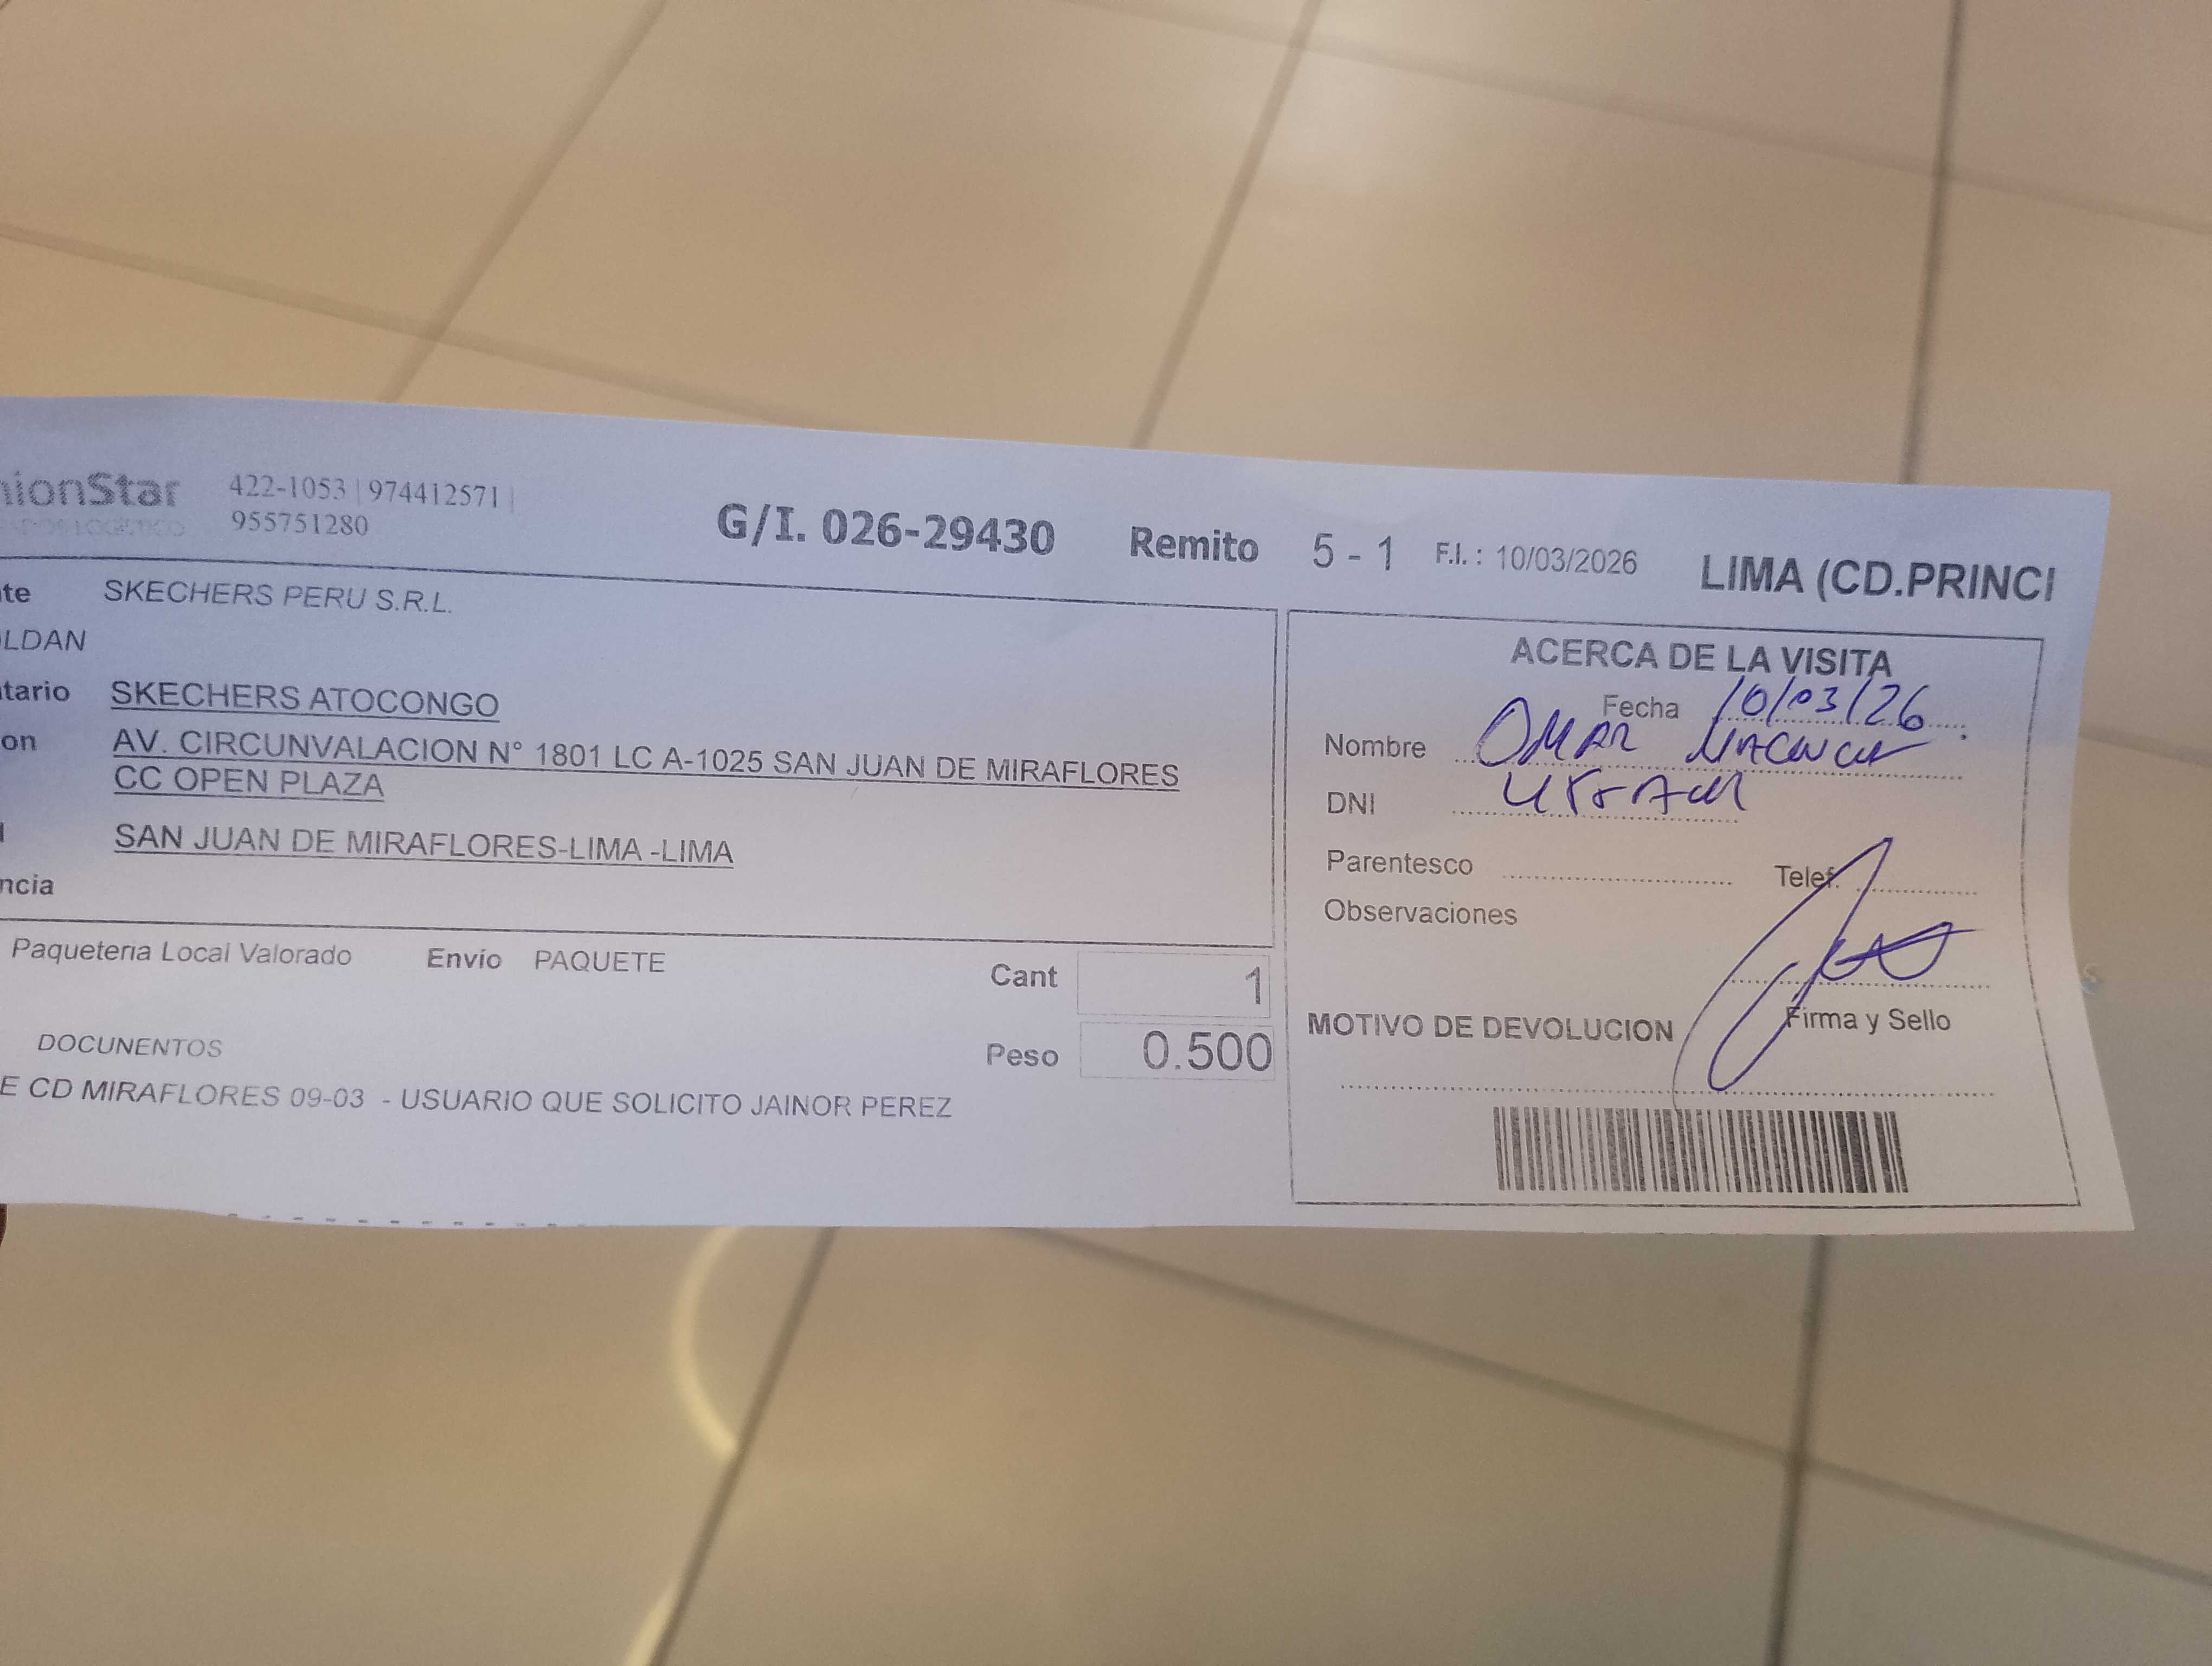 nionStar 422-1053 | 974412571 |
955751280
G/I. 026-29430 Remito 5 - 1 F.I. : 10/03/2026 LIMA (CD.PRINCI
te SKECHERS PERU S.R.L.
LDAN
tario SKECHERS ATOCONGO
on AV. CIRCUNVALACION N° 1801 LC A-1025 SAN JUAN DE MIRAFLORES
CC OPEN PLAZA
SAN JUAN DE MIRAFLORES-LIMA -LIMA
ncia
Paqueteria Local Valorado Envío PAQUETE
Cant 1
DOCUNENTOS
Peso 0.500
E CD MIRAFLORES 09-03 - USUARIO QUE SOLICITO JAINOR PEREZ
ACERCA DE LA VISITA
Fecha 10/03/26
Nombre OMAR
DNI
Parentesco Telef.
Observaciones
Firma y Sello
MOTIVO DE DEVOLUCION